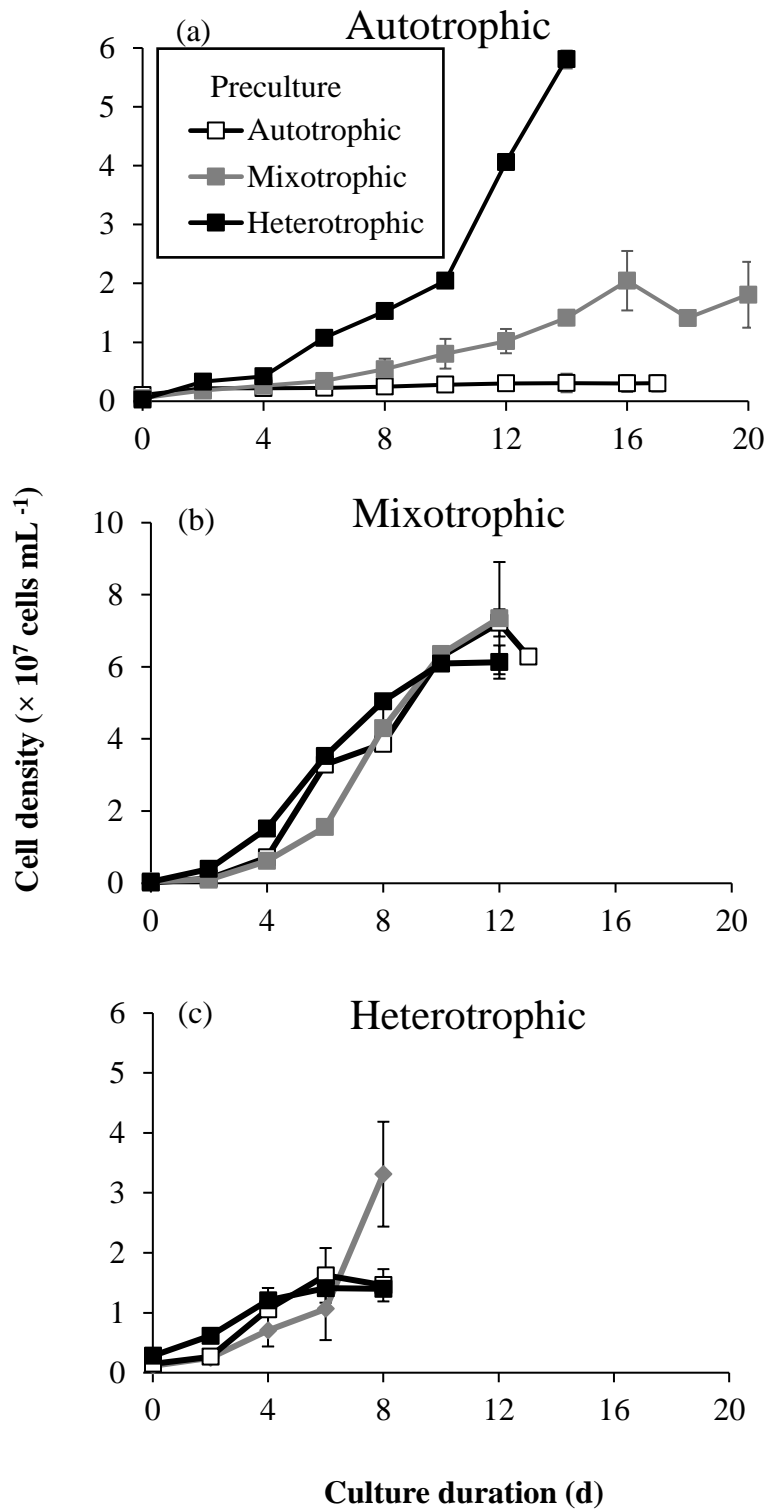 (a) Autotrophic
6
5
4
3
2
1
0
Preculture
Autotrophic
Mixotrophic
Heterotrophic
0 4 8 12 16 20
Cell density (× 10⁷ cells mL ⁻¹)
(b) Mixotrophic
10
8
6
4
2
0
0 4 8 12 16 20
(c) Heterotrophic
6
5
4
3
2
1
0
0 4 8 12 16 20
Culture duration (d)